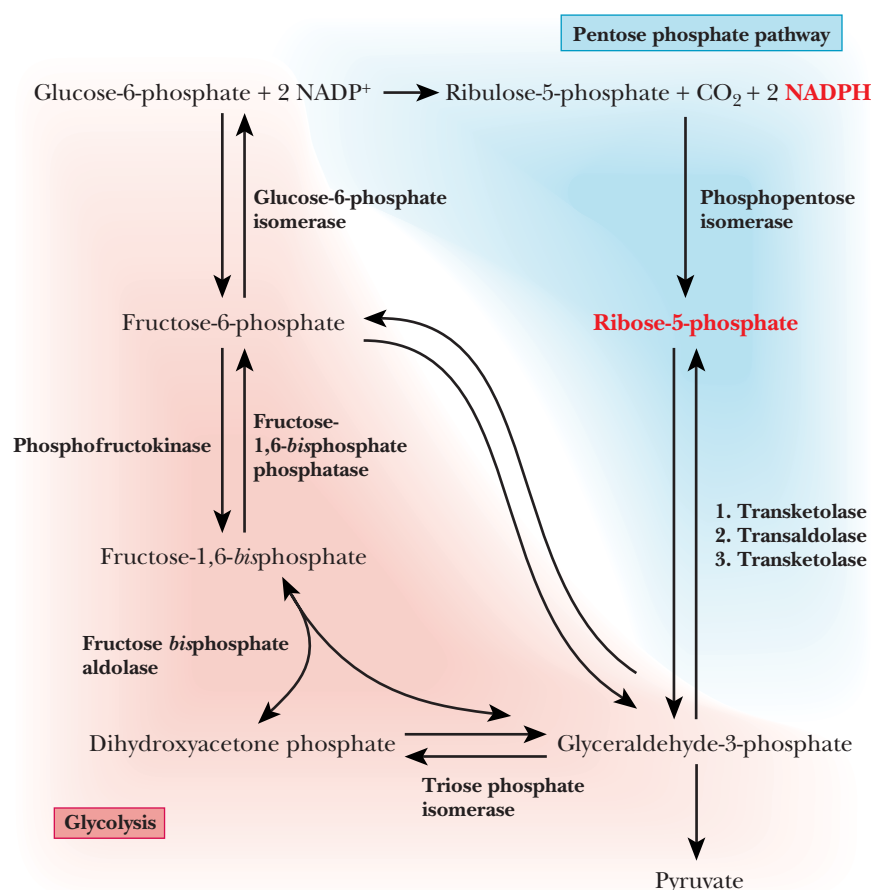 Pentose phosphate pathway
Glucose-6-phosphate + 2 NADP⁺ Ribulose-5-phosphate + CO₂ + 2 NADPH
Glucose-6-phosphate
isomerase
Phosphopentose
isomerase
Fructose-6-phosphate
Ribose-5-phosphate
Phosphofructokinase
Fructose-
1,6-bisphosphate
phosphatase
1. Transketolase
2. Transaldolase
3. Transketolase
Fructose-1,6-bisphosphate
Fructose bisphosphate
aldolase
Dihydroxyacetone phosphate
Glyceraldehyde-3-phosphate
Triose phosphate
isomerase
Glycolysis
Pyruvate